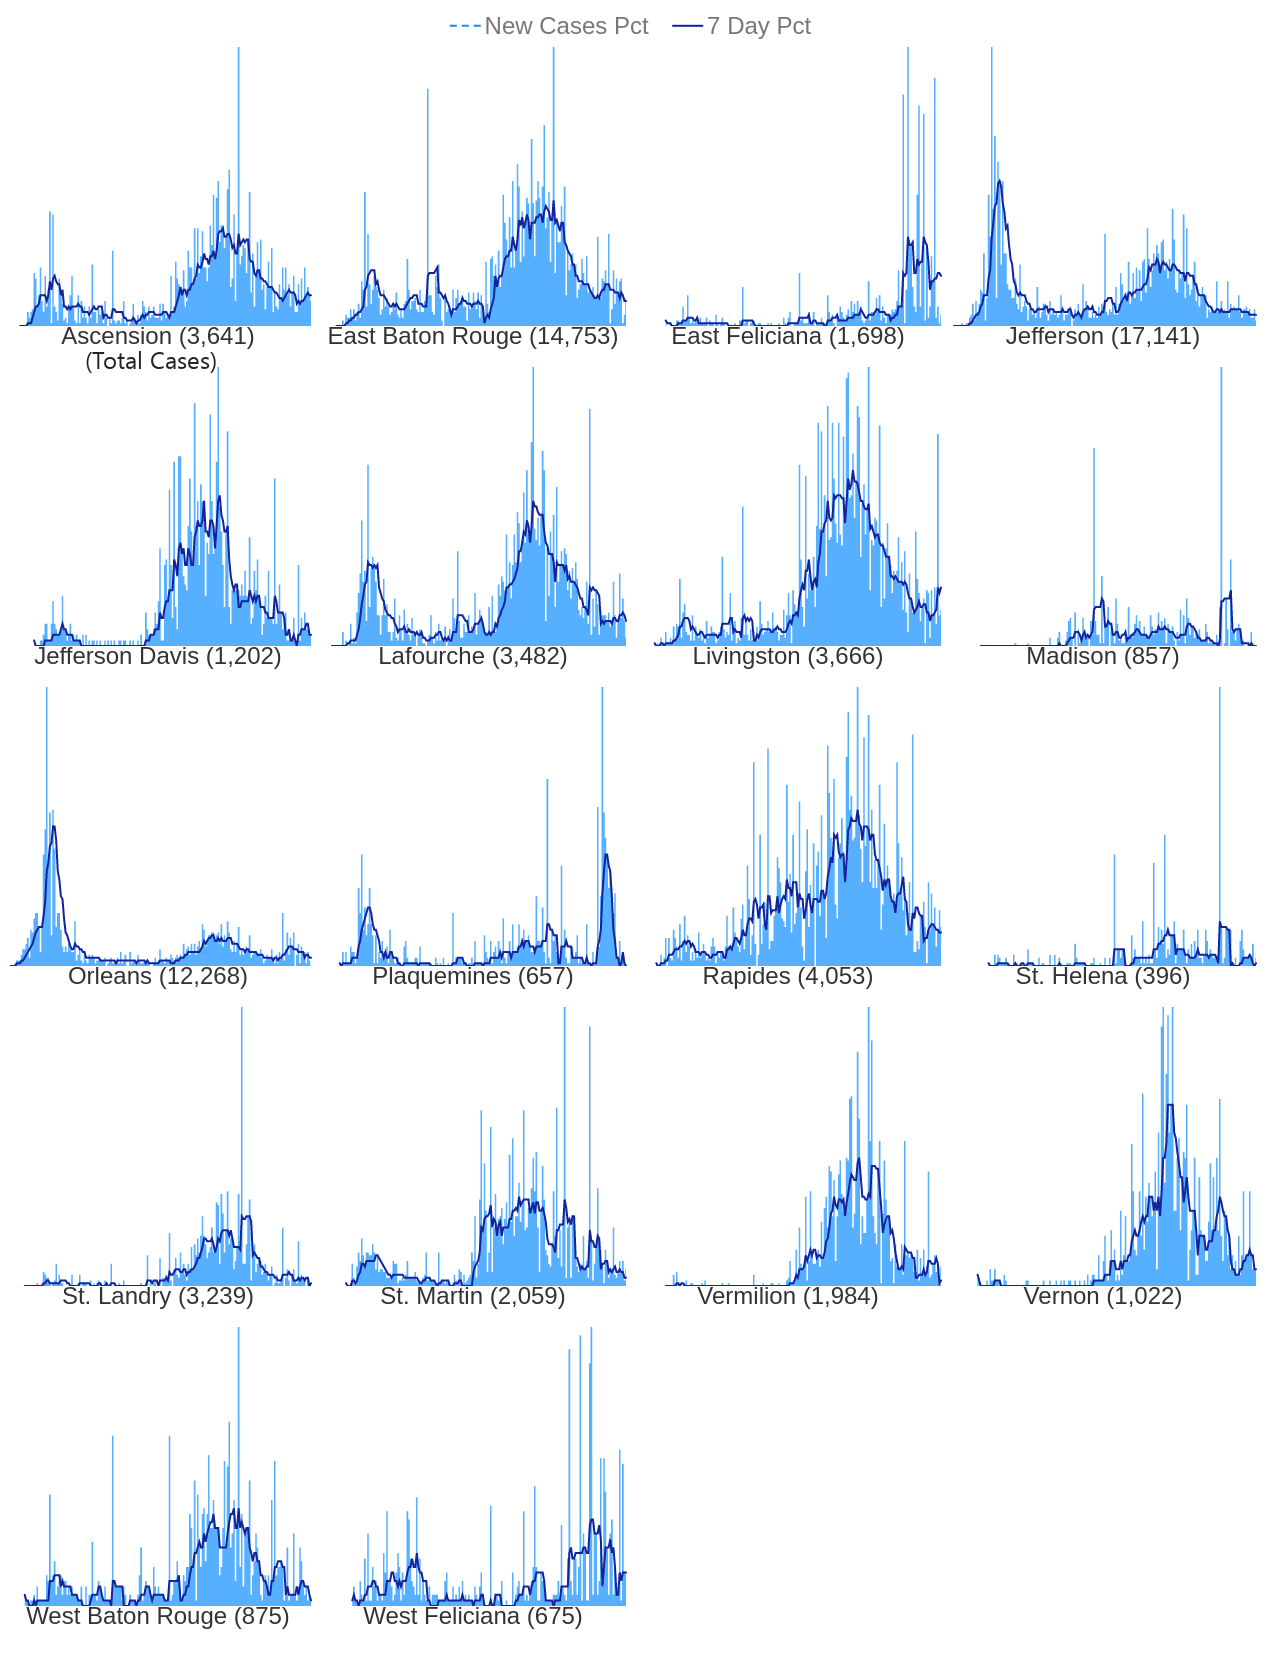 New Cases Pct 7 Day Pct
Ascension (3,641) East Baton Rouge (14,753) East Feliciana (1,698) Jefferson (17,141)
(Total Cases)
Jefferson Davis (1,202) Lafourche (3,482) Livingston (3,666) Madison (857)
Orleans (12,268) Plaquemines (657) Rapides (4,053) St. Helena (396)
St. Landry (3,239) St. Martin (2,059) Vermilion (1,984) Vernon (1,022)
West Baton Rouge (875) West Feliciana (675)